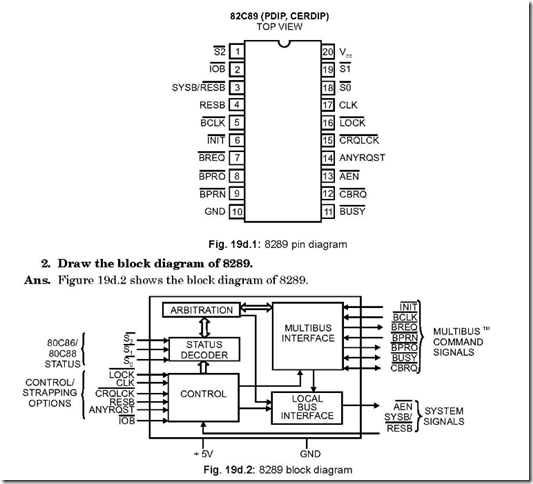 82C89 (PDIP, CERDIP)
TOP VIEW
S2 1 20 V
IOB 2 19 S1
SYSB/RESB 3 18 S0
RESB 4 17 CLK
BCLK 5 16 LOCK
INIT 6 15 CRQLCK
BREQ 7 14 ANYRQST
BPRO 8 13 AEN
BPRN 9 12 CBRQ
GND 10 11 BUSY
Fig. 19d.1: 8289 pin diagram
2. Draw the block diagram of 8289.
Ans. Figure 19d.2 shows the block diagram of 8289.
ARBITRATION
STATUS
DECODER
CONTROL
MULTIBUS
INTERFACE
LOCAL
BUS
INTERFACE
80C86/
80C88
STATUS
S
S
S
CONTROL/
STRAPPING
OPTIONS
LOCK
CLK
CRQLCK
RESB
ANYRQST
IOB
INIT
BCLK
BREQ
BPRN
BPRO
BUSY
CBRQ
MULTIBUS™
COMMAND
SIGNALS
AEN
SYSB/
RESB
SYSTEM
SIGNALS
+ 5V
GND
Fig. 19d.2: 8289 block diagram